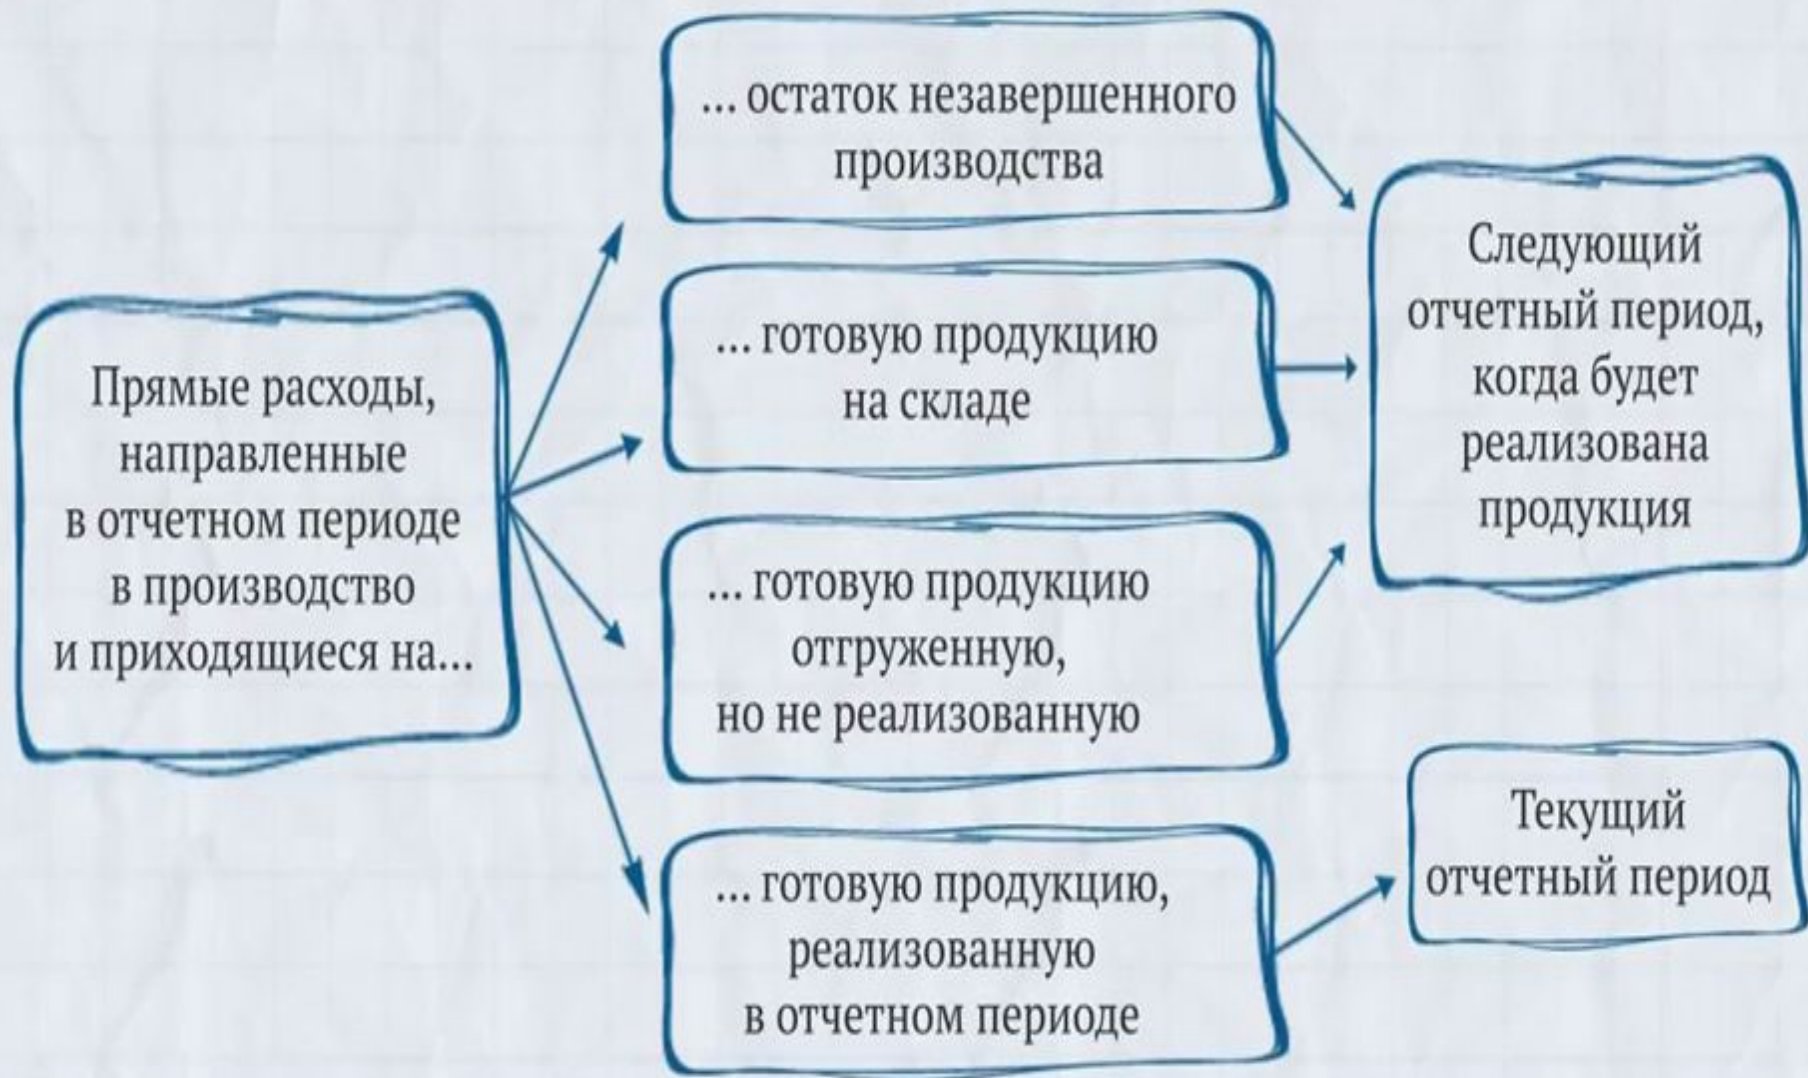 Прямые расходы,
направленные
в отчетном периоде
в производство
и приходящиеся на...
... остаток незавершенного
производства
... готовую продукцию
на складе
... готовую продукцию
отгруженную,
но не реализованную
... готовую продукцию,
реализованную
в отчетном периоде
Следующий
отчетный период,
когда будет
реализована
продукция
Текущий
отчетный период